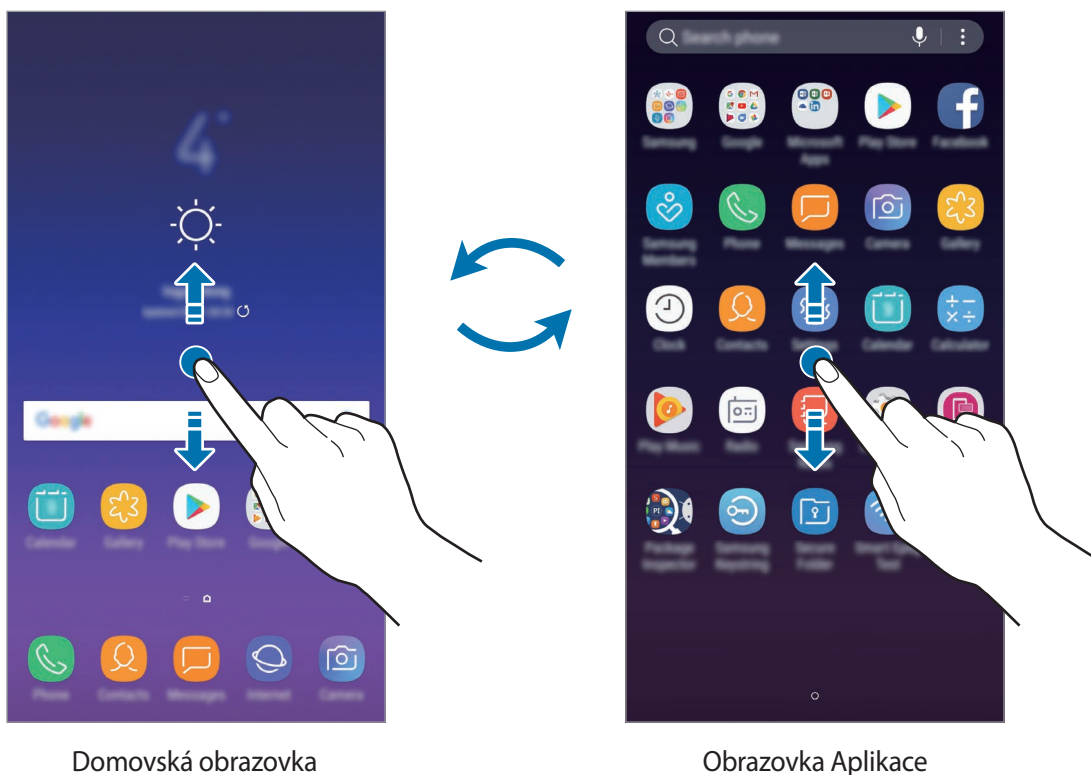 Google
Calendar Gallery Play Store Google
Phone Contacts Messages Internet Camera
Domovská obrazovka
Search phone
Samsung Google Microsoft Play Store Facebook
Apps
Samsung Phone Messages Camera Gallery
Members
Clock Contacts Settings Calendar Calculator
Play Music Radio
Package Samsung Secure
Inspector Keystring Folder
Obrazovka Aplikace